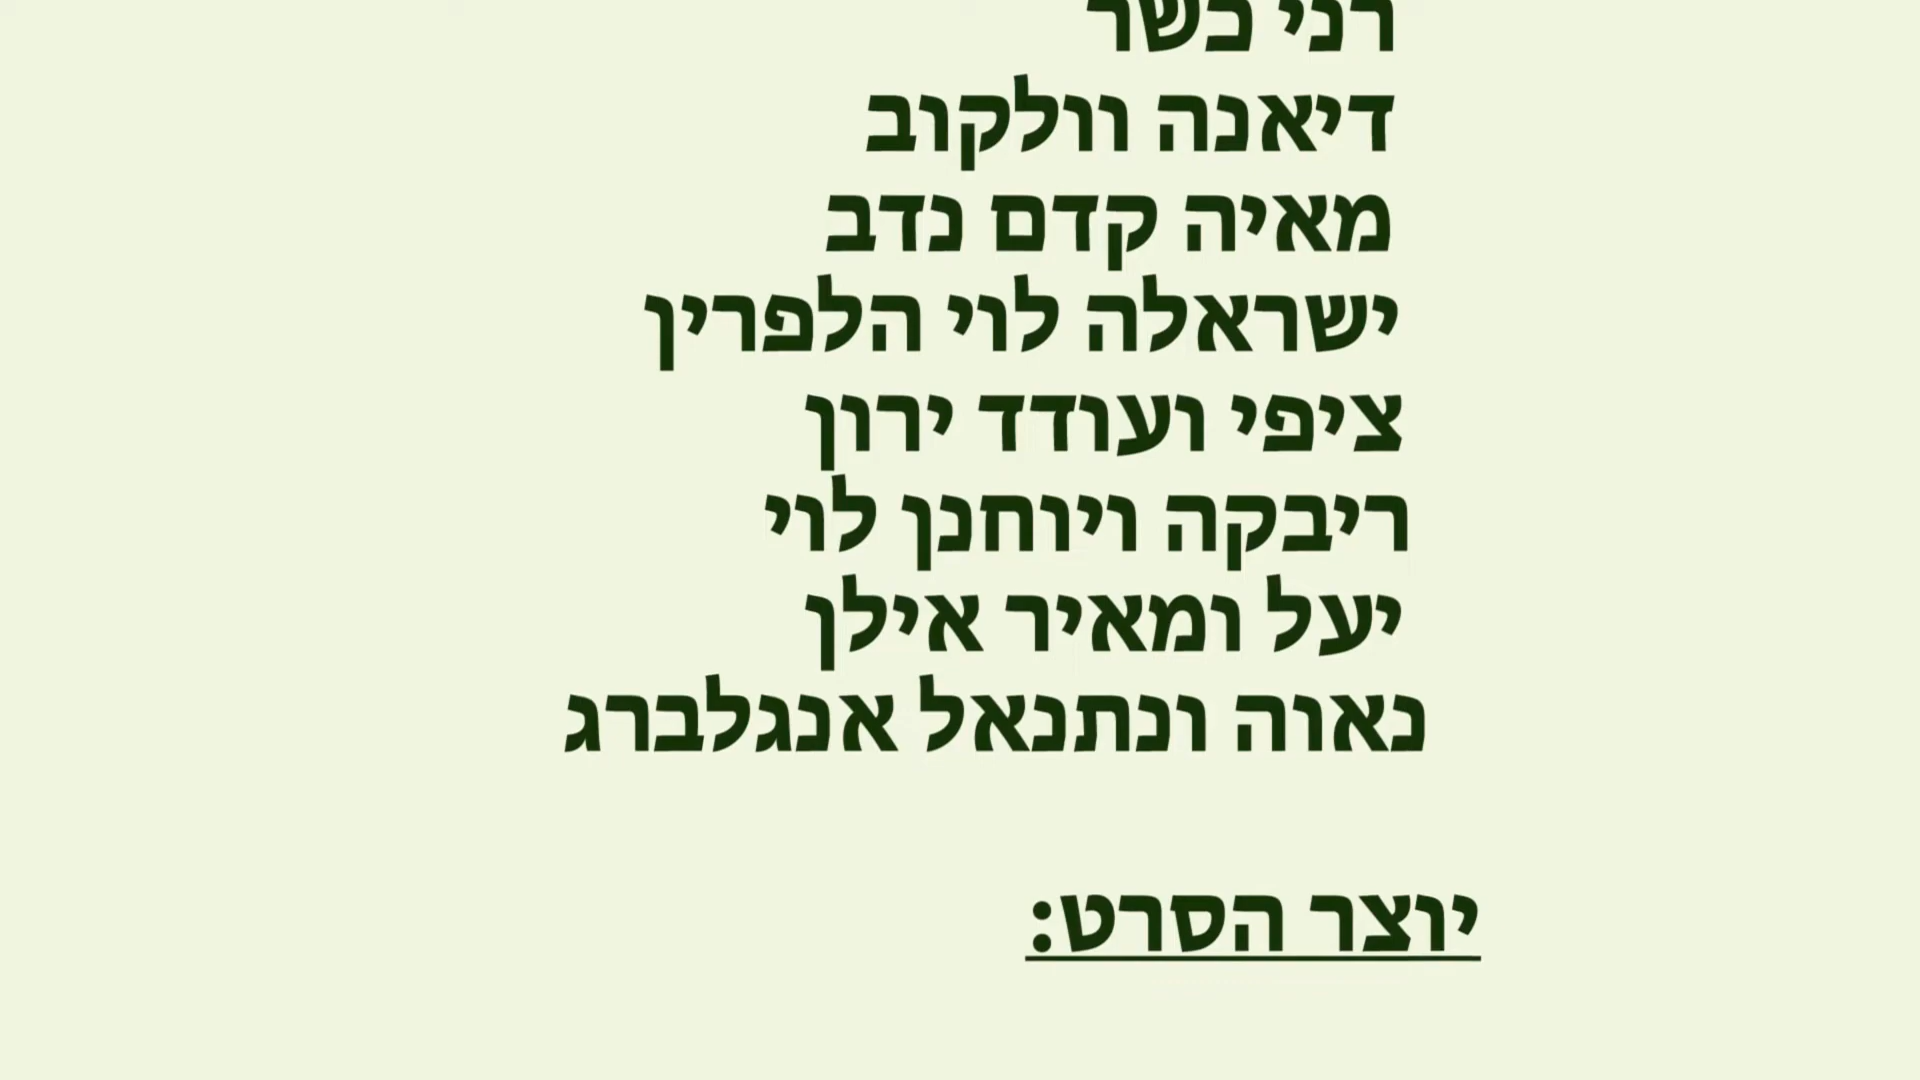 רני כשר
דיאנה וולקוב
מאיה קדם נדב
ישראלה לוי הלפרין
ציפי ועודד ירון
ריבקה ויוחנן לוי
יעל ומאיר אילן
נאוה ונתנאל אנגלברג
יוצר הסרט: